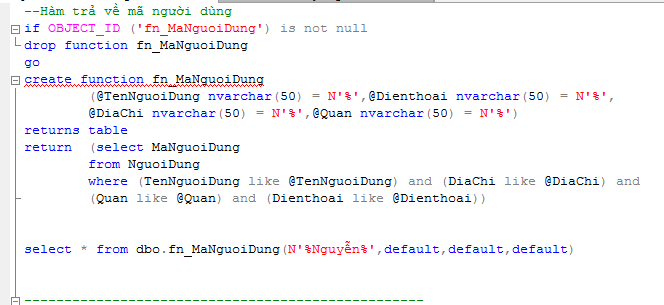 --Hàm trả về mã người dùng
if OBJECT_ID ('fn_MaNguoiDung') is not null
drop function fn_MaNguoiDung
go
create function fn_MaNguoiDung
(@TenNguoiDung nvarchar(50) = N'%',@Dienthoai nvarchar(50) = N'%',
@DiaChi nvarchar(50) = N'%',@Quan nvarchar(50) = N'%')
returns table
return (select MaNguoiDung
from NguoiDung
where (TenNguoiDung like @TenNguoiDung) and (DiaChi like @DiaChi) and
(Quan like @Quan) and (Dienthoai like @Dienthoai))
select * from dbo.fn_MaNguoiDung(N'%Nguyễn%',default,default,default)
---------------------------------------------------